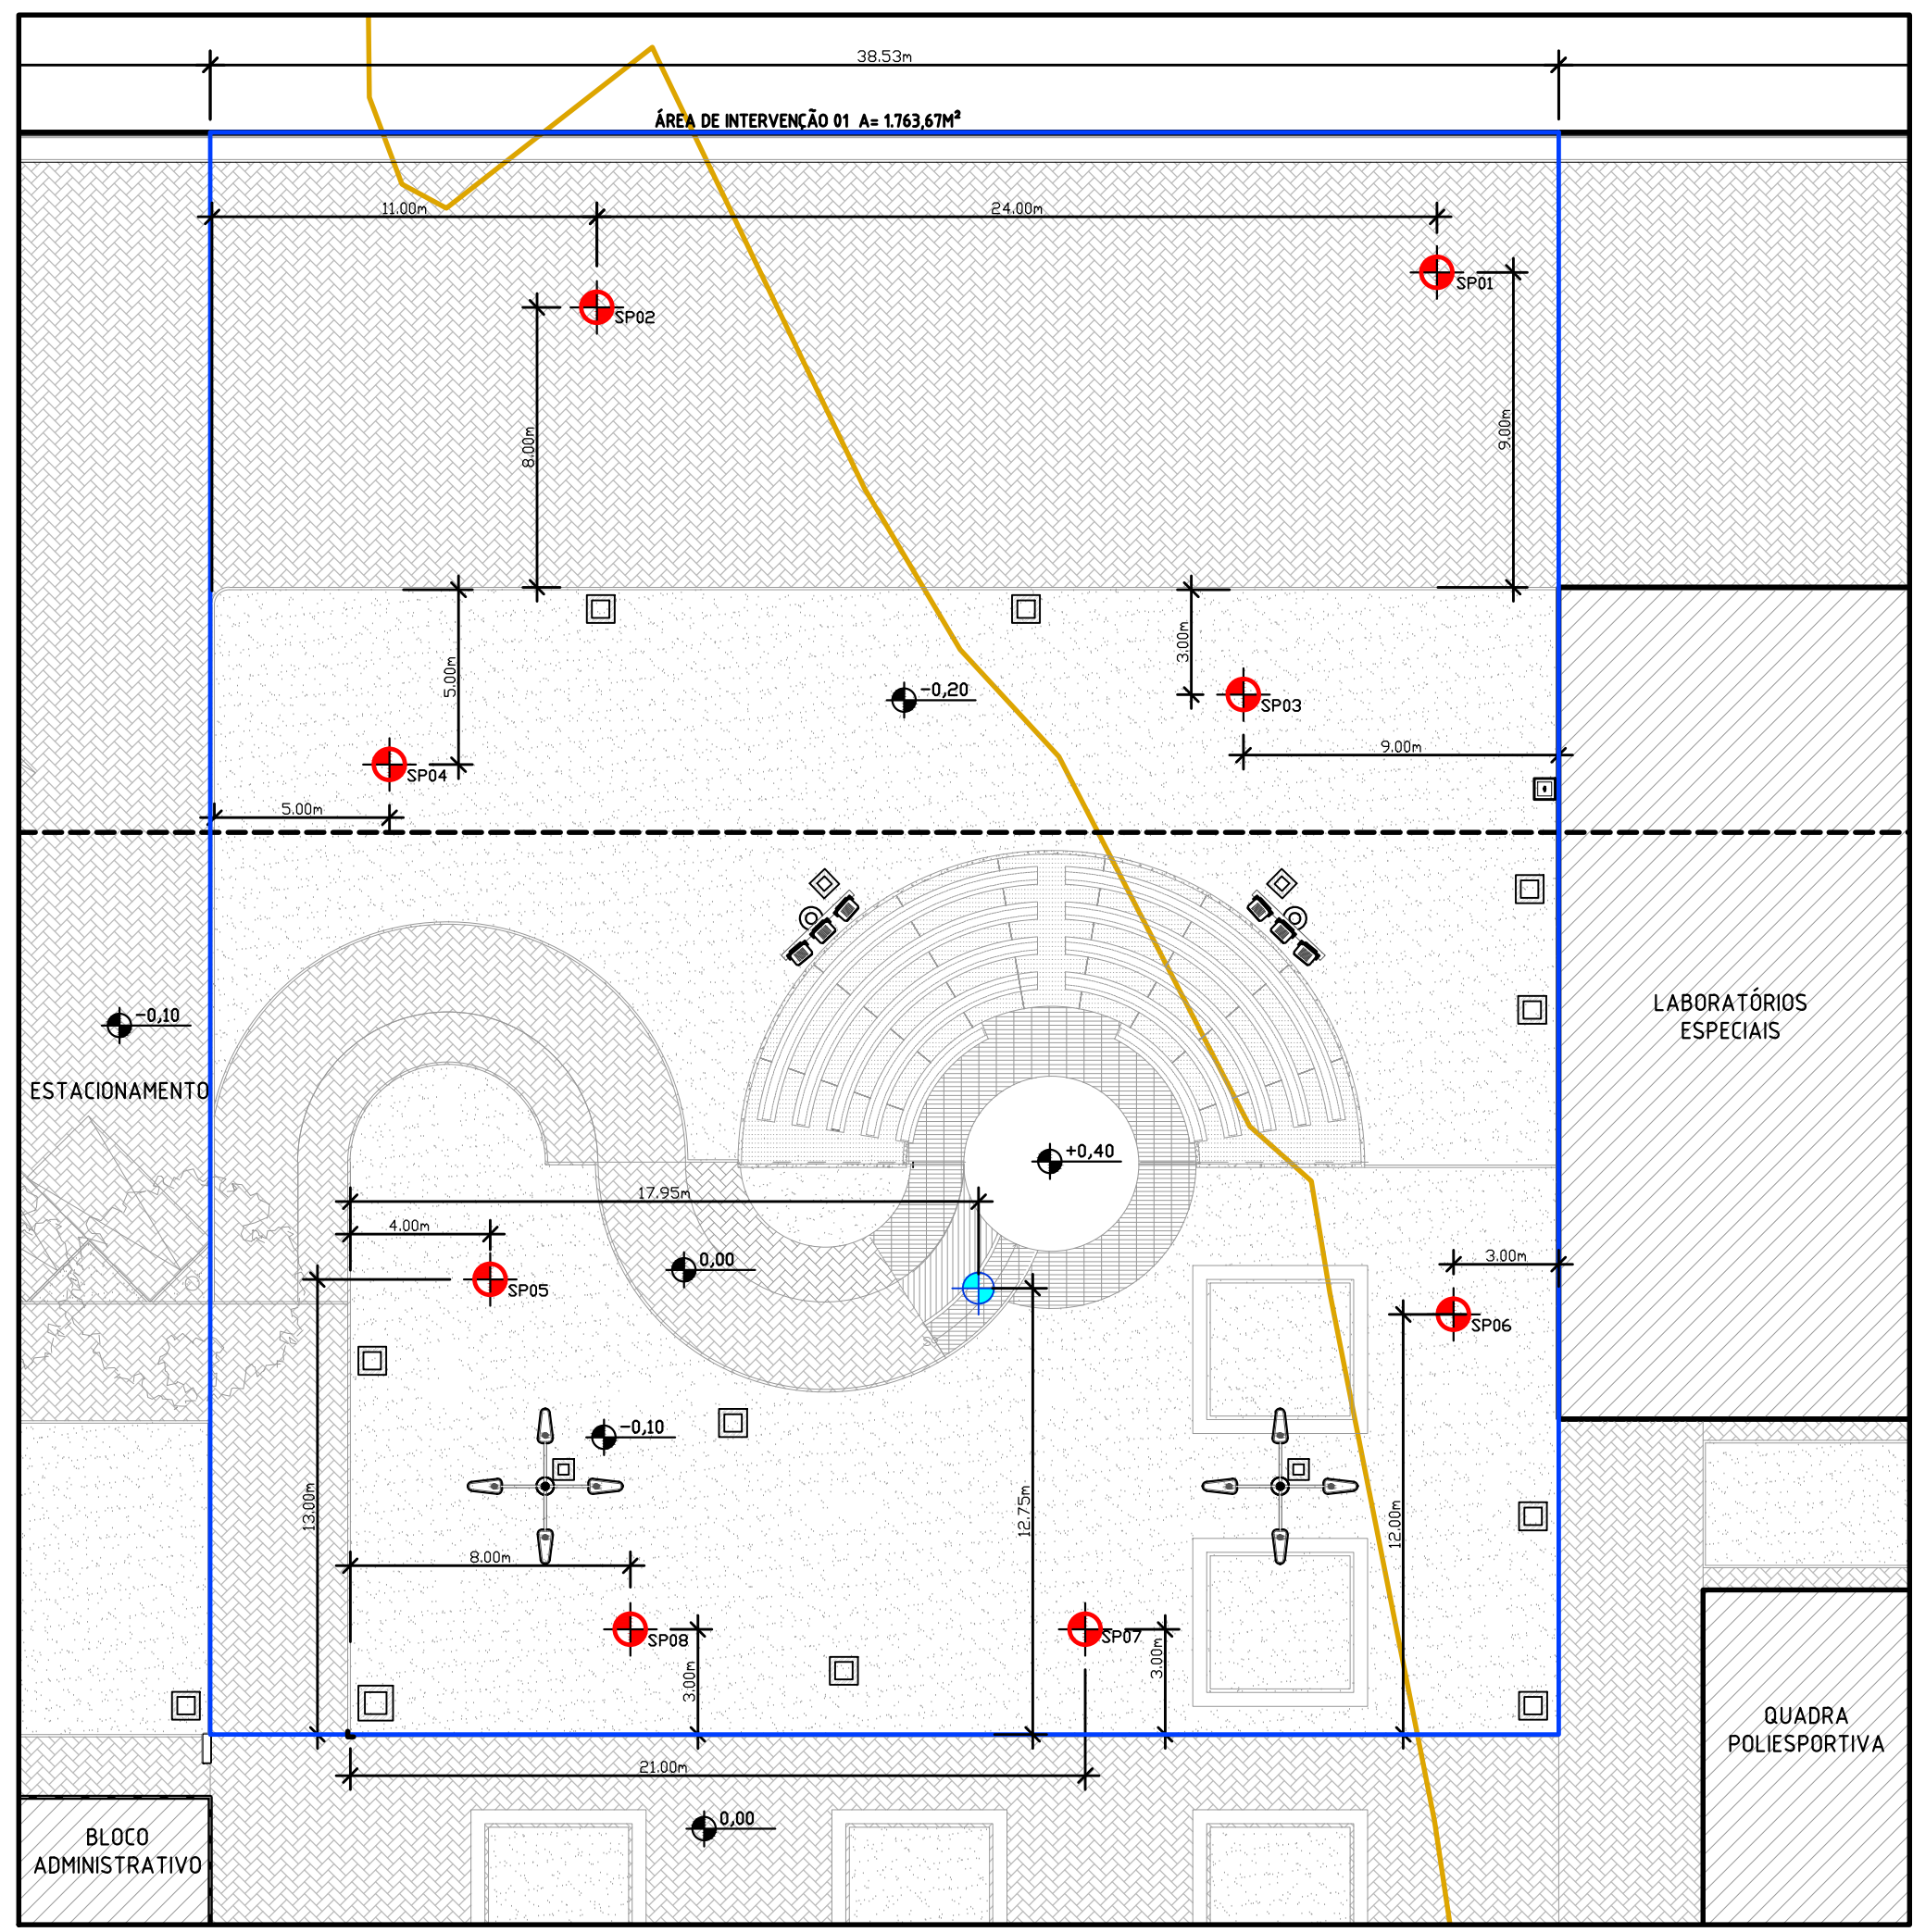 38.53m
ÁREA DE INTERVENÇÃO 01 A= 1.763,67M²
11.00m
24.00m
SP01
SP02
8.00m
9.00m
5.00m
3.00m
-0,20
SP03
9.00m
SP04
5.00m
-0,10
LABORATÓRIOS
ESPECIAIS
ESTACIONAMENTO
+0,40
17.95m
4.00m
0,00
3.00m
SP05
SP06
-0,10
13.00m
12.75m
12.00m
8.00m
SP08
SP07
3.00m
3.00m
QUADRA
POLIESPORTIVA
21.00m
0,00
BLOCO
ADMINISTRATIVO